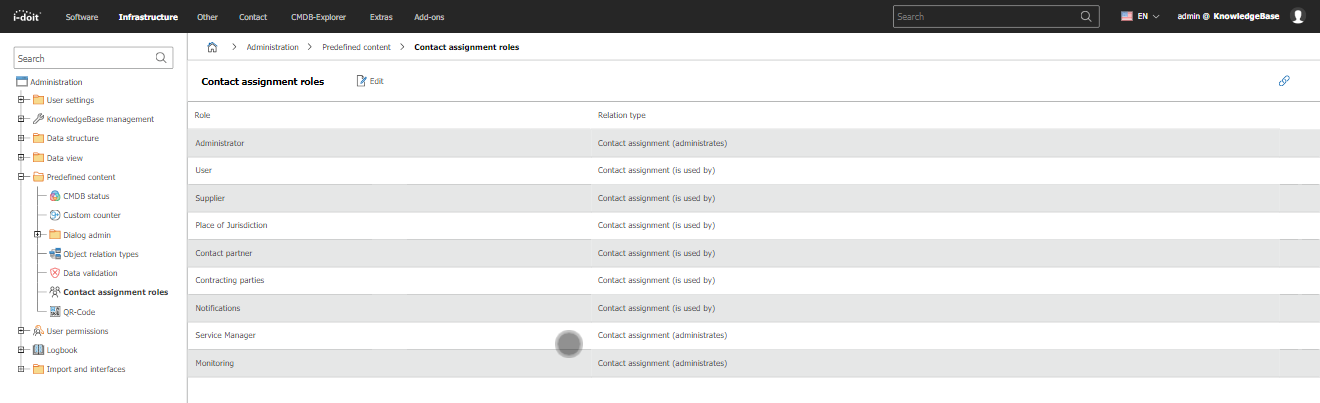 i-doit Software Infrastructure Other Contact CMDB-Explorer Extras Add-ons Search EN admin @ KnowledgeBase
Search
Administration
User settings
KnowledgeBase management
Data structure
Data view
Predefined content
CMDB status
Custom counter
Dialog admin
Object relation types
Data validation
Contact assignment roles
QR-Code
User permissions
Logbook
Import and interfaces
Administration Predefined content Contact assignment roles
Contact assignment roles Edit
Role Relation type
Administrator Contact assignment (administrates)
User Contact assignment (is used by)
Supplier Contact assignment (is used by)
Place of Jurisdiction Contact assignment (is used by)
Contact partner Contact assignment (is used by)
Contracting parties Contact assignment (is used by)
Notifications Contact assignment (is used by)
Service Manager Contact assignment (administrates)
Monitoring Contact assignment (administrates)